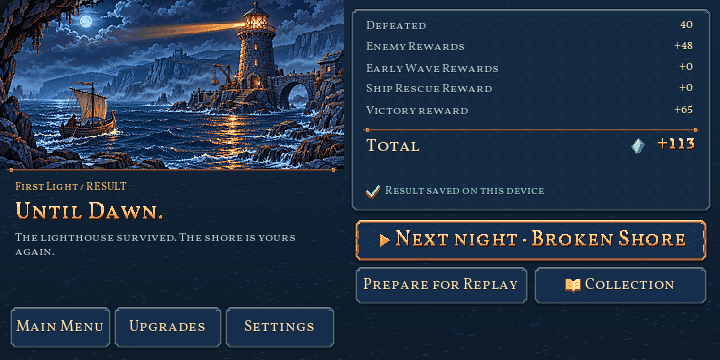 First Light / RESULT
Until Dawn.
The lighthouse survived. The shore is yours
again.
Main Menu
Upgrades
Settings
Defeated 40
Enemy Rewards +48
Early Wave Rewards +0
Ship Rescue Reward +0
Victory reward +65
Total +113
Result saved on this device
Next night · Broken Shore
Prepare for Replay
Collection